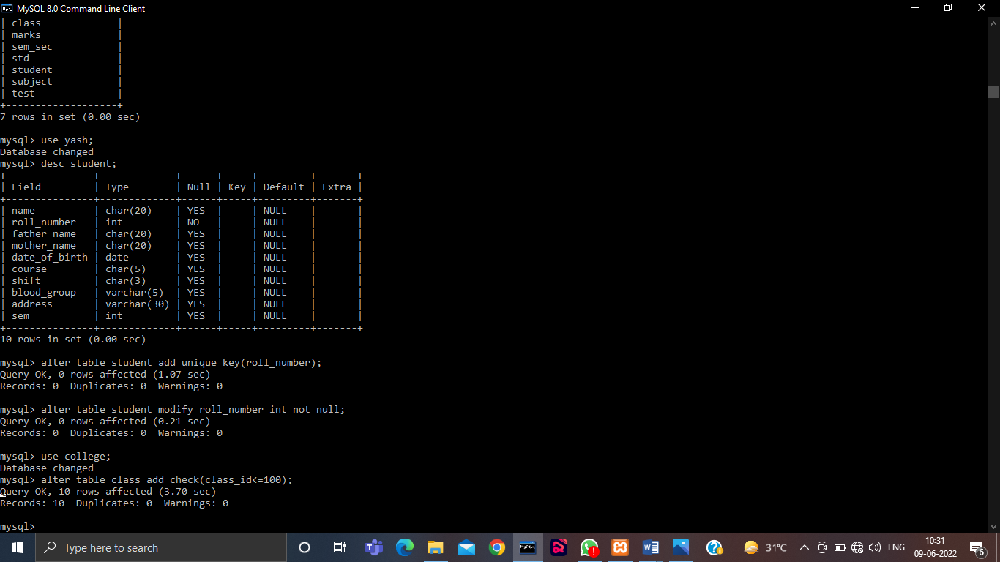 MySQL 8.0 Command Line Client
| class             |
| marks             |
| sem_sec           |
| std               |
| student           |
| subject           |
| test              |
+-------------------+
7 rows in set (0.00 sec)
mysql> use yash;
Database changed
mysql> desc student;
+---------------+-------------+------+-----+---------+-------+
| Field         | Type        | Null | Key | Default | Extra |
+---------------+-------------+------+-----+---------+-------+
| name          | char(20)    | YES  |     | NULL    |       |
| roll_number   | int         | NO   |     | NULL    |       |
| father_name   | char(20)    | YES  |     | NULL    |       |
| mother_name   | char(20)    | YES  |     | NULL    |       |
| date_of_birth | date        | YES  |     | NULL    |       |
| course        | char(5)     | YES  |     | NULL    |       |
| shift         | char(3)     | YES  |     | NULL    |       |
| blood_group   | varchar(5)  | YES  |     | NULL    |       |
| address       | varchar(30) | YES  |     | NULL    |       |
| sem           | int         | YES  |     | NULL    |       |
+---------------+-------------+------+-----+---------+-------+
10 rows in set (0.00 sec)
mysql> alter table student add unique key(roll_number);
Query OK, 0 rows affected (1.07 sec)
Records: 0  Duplicates: 0  Warnings: 0
mysql> alter table student modify roll_number int not null;
Query OK, 0 rows affected (0.21 sec)
Records: 0  Duplicates: 0  Warnings: 0
mysql> use college;
Database changed
mysql> alter table class add check(class_id<=100);
Query OK, 10 rows affected (3.70 sec)
Records: 10  Duplicates: 0  Warnings: 0
mysql>
Type here to search
31°C
ENG
10:31
09-06-2022
6